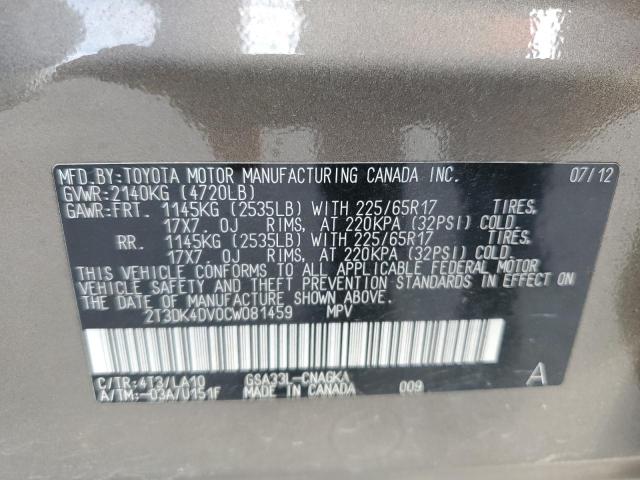 MFD.BY:TOYOTA MOTOR MANUFACTURING CANADA INC. 07/12
GVWR:2140KG (4720LB)
GAWR:FRT. 1145KG (2535LB) WITH 225/65R17 TIRES,
17X7.0J RIMS, AT 220KPA (32PSI) COLD.
RR. 1145KG (2535LB) WITH 225/65R17 TIRES,
17X7.0J RIMS, AT 220KPA (32PSI) COLD.
THIS VEHICLE CONFORMS TO ALL APPLICABLE FEDERAL MOTOR
VEHICLE SAFETY AND THEFT PREVENTION STANDARDS IN EFFECT ON
THE DATE OF MANUFACTURE SHOWN ABOVE.
2T3DK4DV0CW081459 MPV
C/TR:4T3/LA10 GSA33L-CNAGKA A
A/TM:-03A/U151F MADE IN CANADA 009